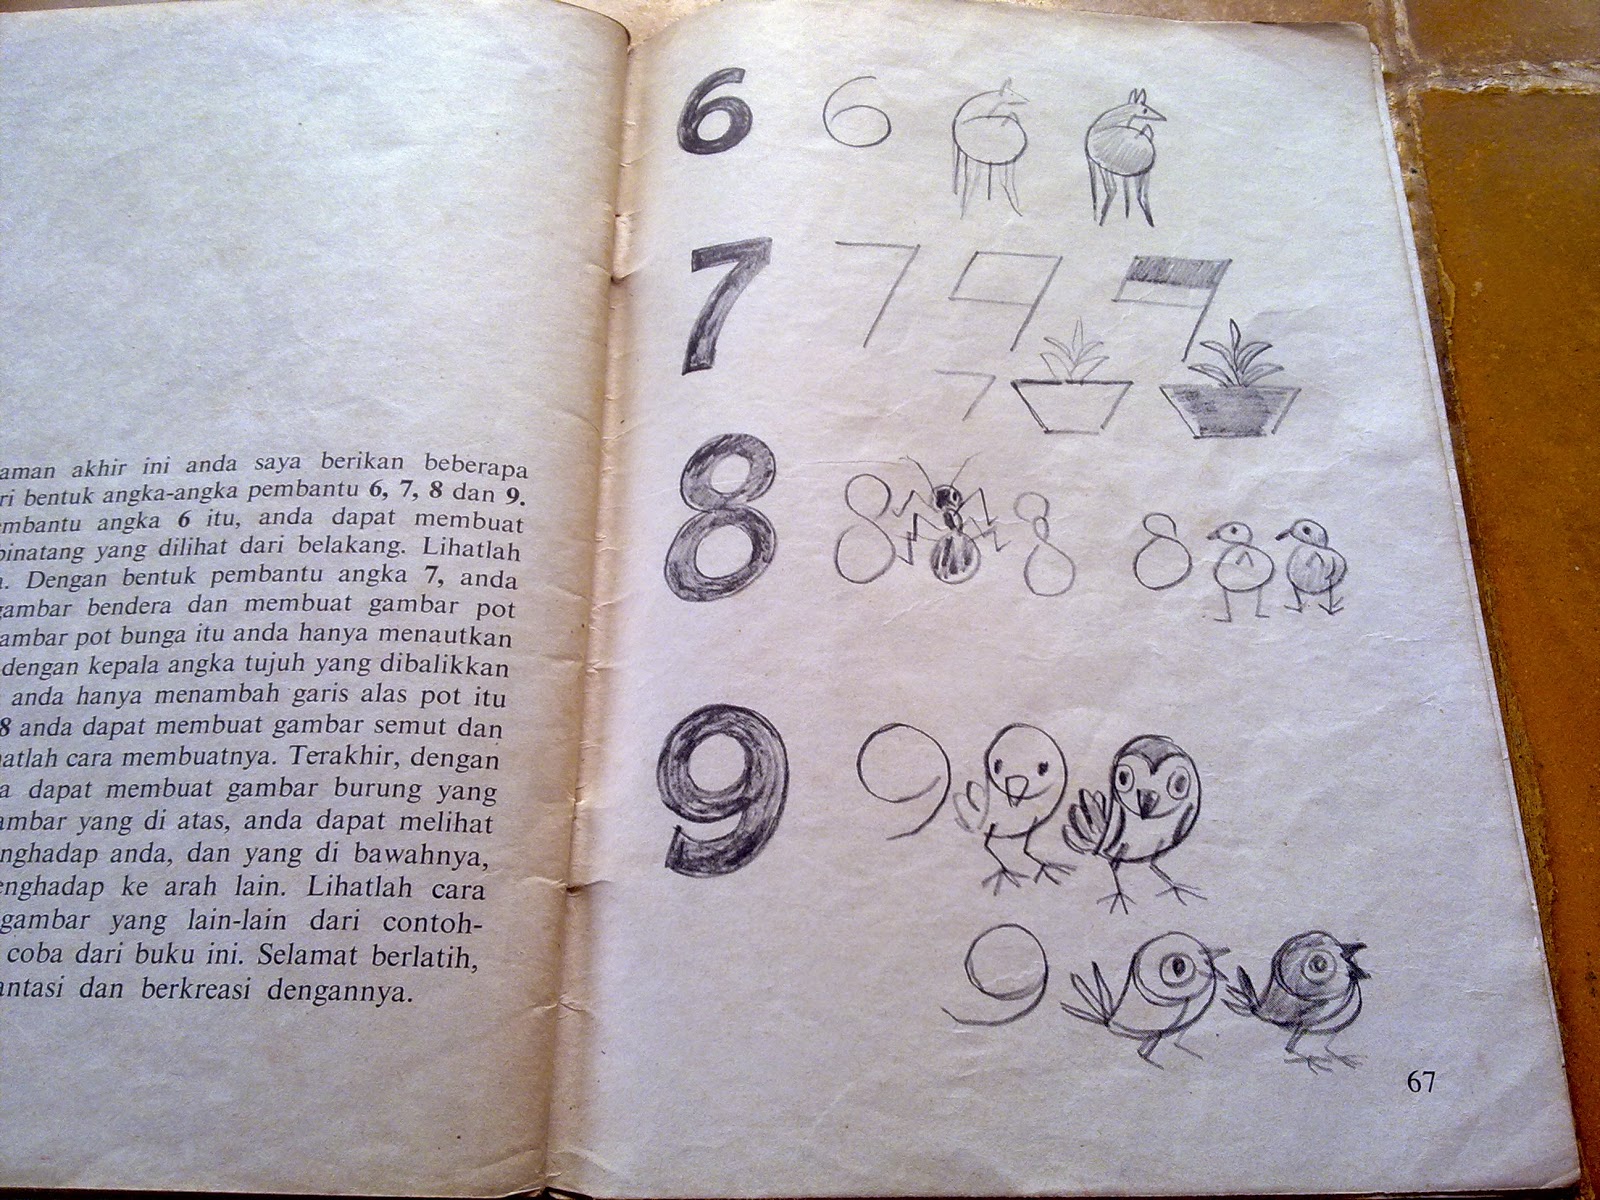 aman akhir ini anda saya berikan beberapa
ri bentuk angka-angka pembantu 6, 7, 8 dan 9.
embantu angka 6 itu, anda dapat membuat
binatang yang dilihat dari belakang. Lihatlah
. Dengan bentuk pembantu angka 7, anda
gambar bendera dan membuat gambar pot
ambar pot bunga itu anda hanya menautkan
dengan kepala angka tujuh yang dibalikkan
anda hanya menambah garis alas pot itu
8 anda dapat membuat gambar semut dan
atlah cara membuatnya. Terakhir, dengan
a dapat membuat gambar burung yang
ambar yang di atas, anda dapat melihat
nghadap anda, dan yang di bawahnya,
enghadap ke arah lain. Lihatlah cara
gambar yang lain-lain dari contoh-
coba dari buku ini. Selamat berlatih,
antasi dan berkreasi dengannya.
6 6
7 7
7
8 8 8 8
9 9
9
67